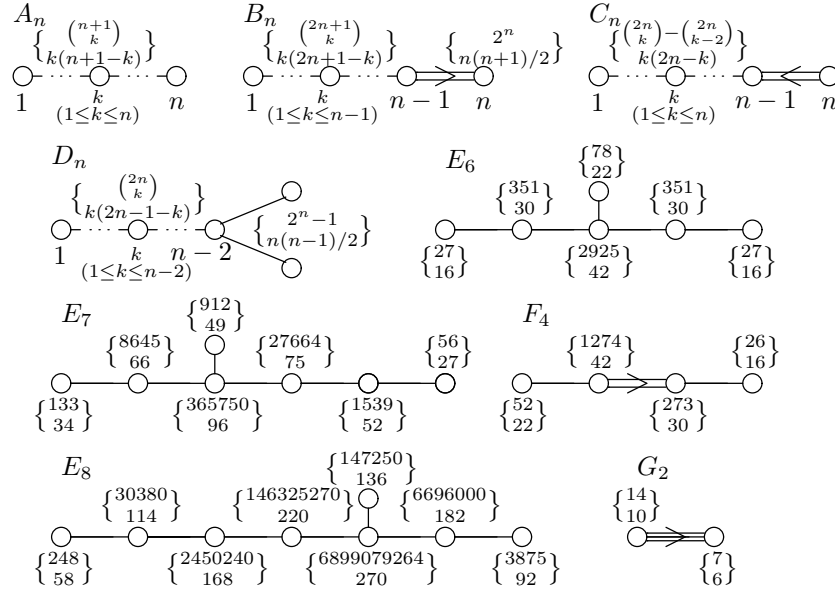 A_n B_n C_n
{(n+1 k) k(n+1−k)} {(2n+1 k) k(2n+1−k)} {2^n n(n+1)/2} {(2n k)−(2n k−2) k(2n−k)}
1 k n 1 k n − 1 n 1 k n − 1 n
(1≤k≤n) (1≤k≤n−1) (1≤k≤n)
D_n E_6
{(2n k) k(2n−1−k)} {2^n−1 n(n−1)/2}
1 k n − 2
(1≤k≤n−2)
{78 22}
{351 30} {351 30}
{27 16} {2925 42} {27 16}
E_7 F_4
{912 49}
{8645 66} {27664 75} {56 27}
{133 34} {365750 96} {1539 52}
{1274 42} {26 16}
{52 22} {273 30}
E_8 G_2
{147250 136}
{30380 114} {146325270 220} {6696000 182}
{248 58} {2450240 168} {6899079264 270} {3875 92}
{14 10}
{7 6}